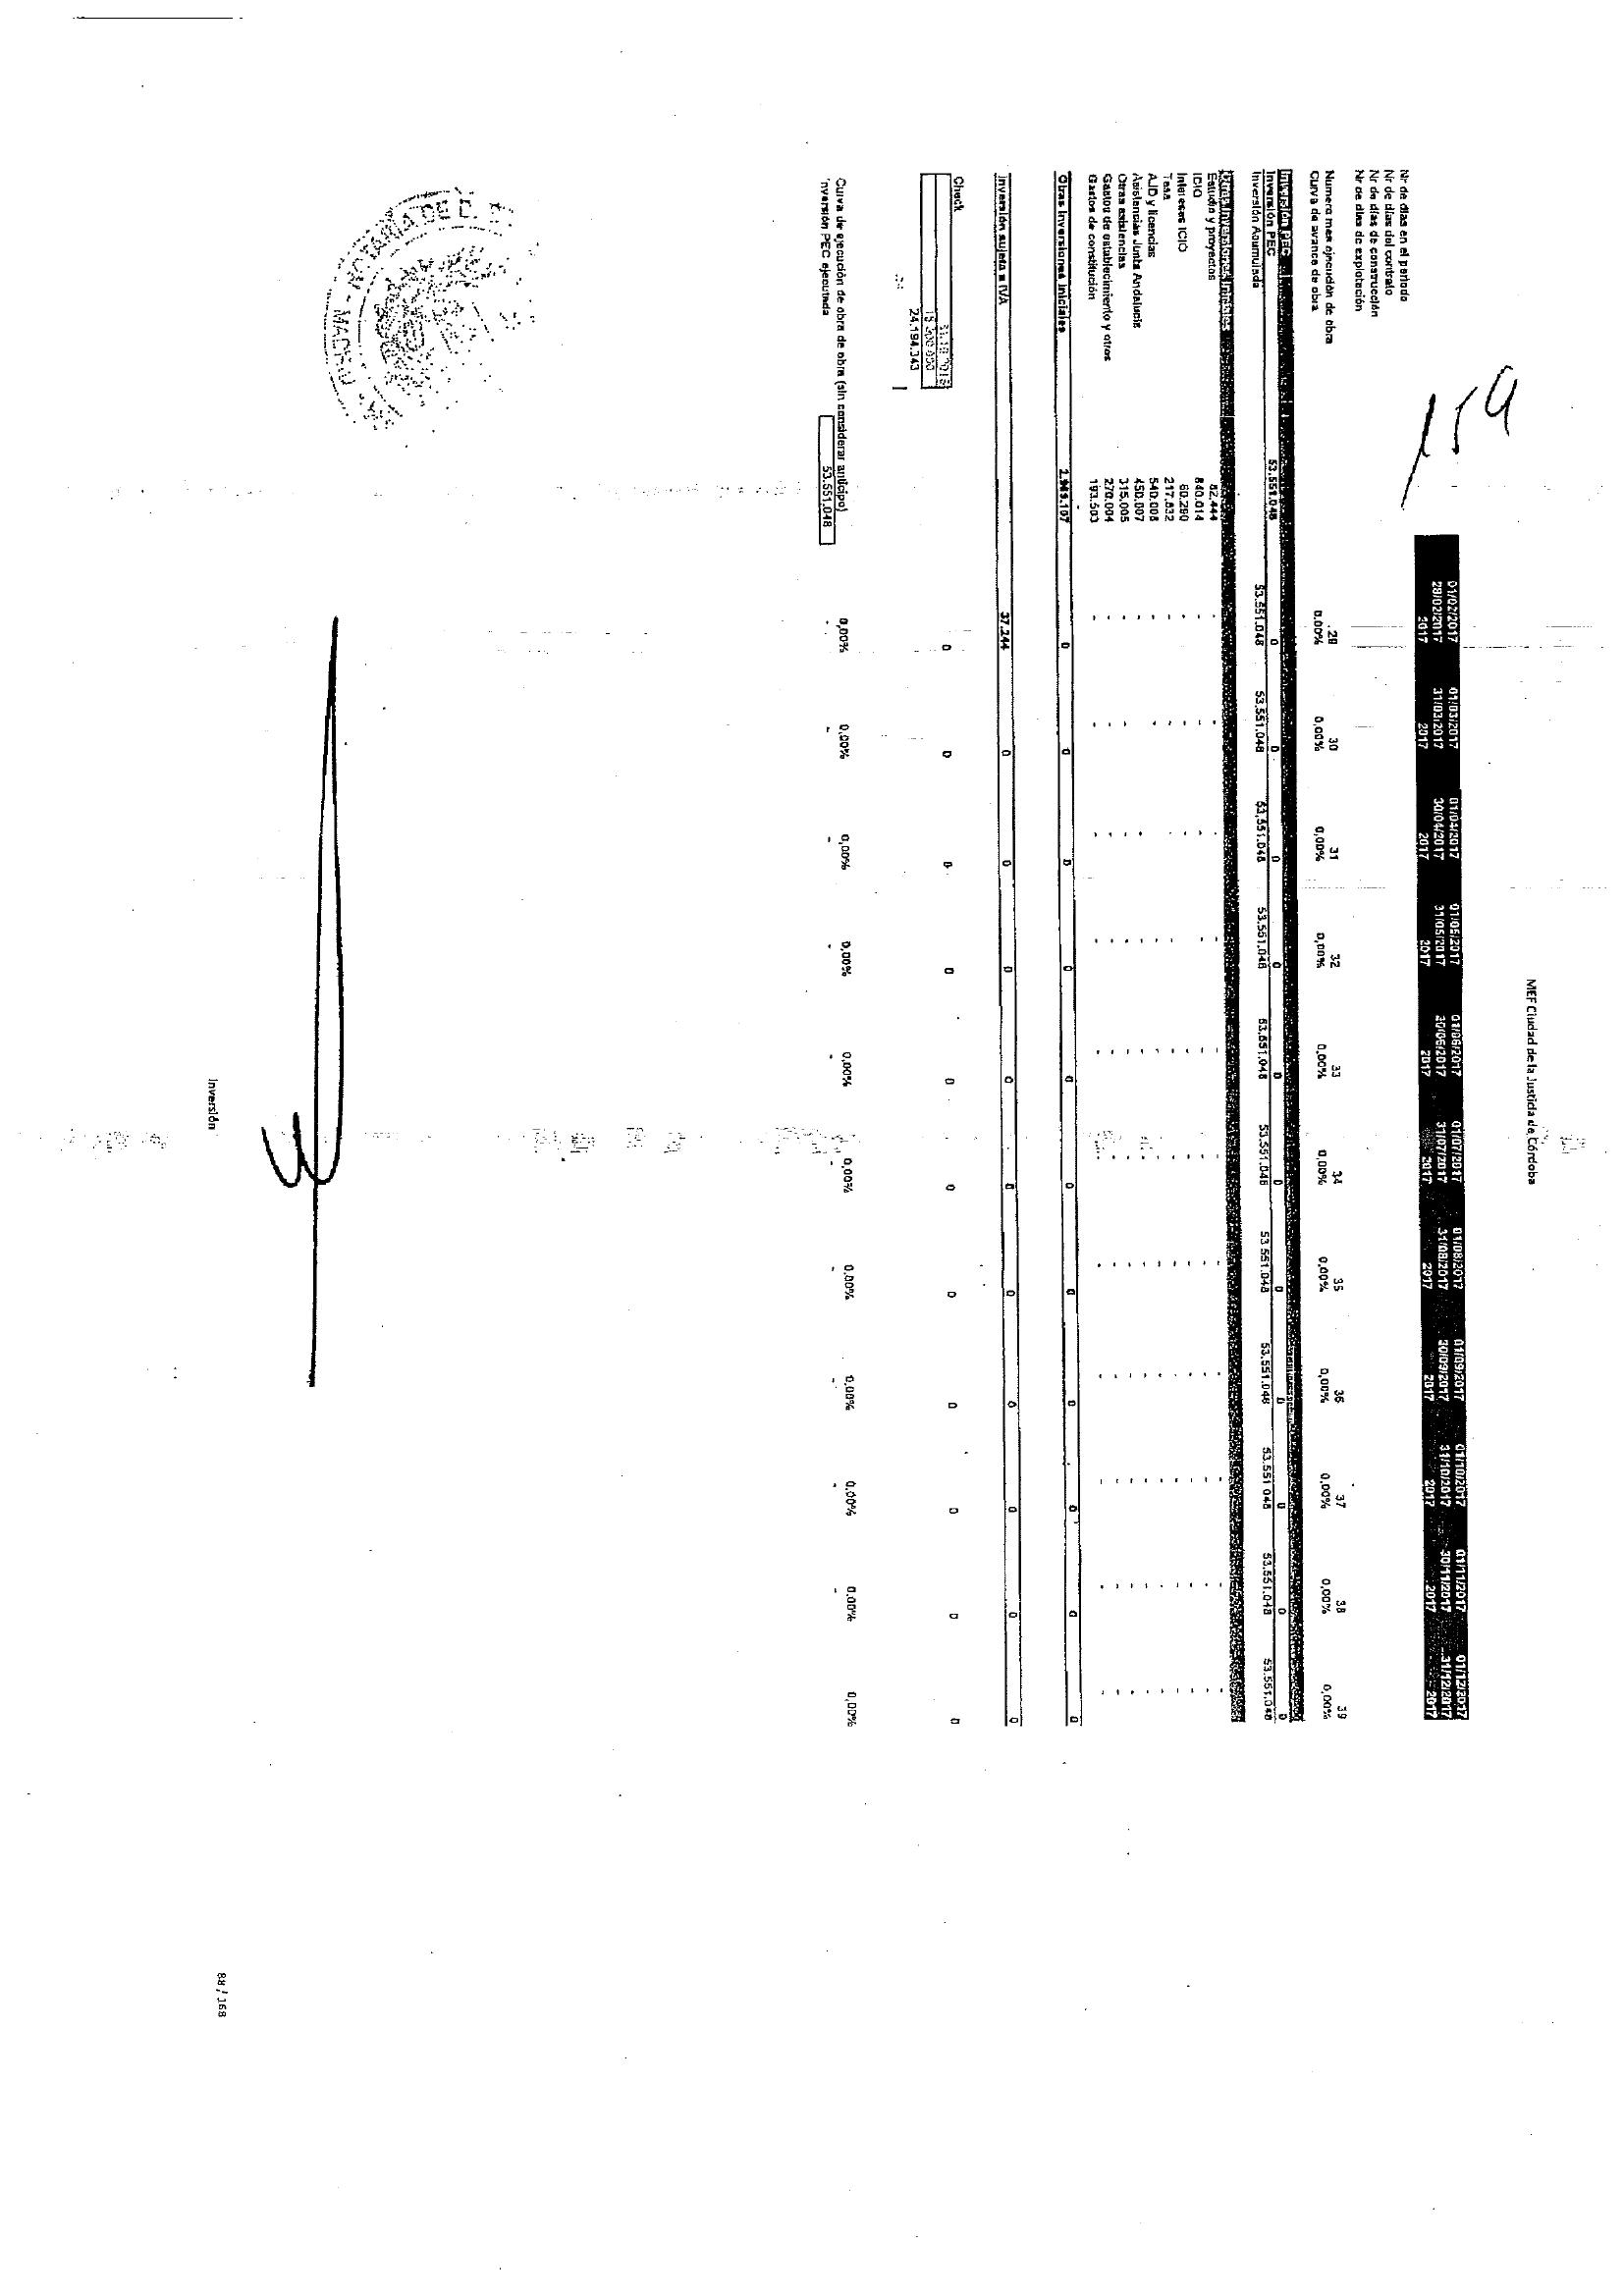 MEF Ciudad de la Justicia de Córdoba
159
01/02/2017 01/03/2017 01/04/2017 01/05/2017 01/06/2017 01/07/2017 01/08/2017 01/09/2017 01/10/2017 01/11/2017 01/12/2017
28/02/2017 31/03/2017 30/04/2017 31/05/2017 30/06/2017 31/07/2017 31/08/2017 30/09/2017 31/10/2017 30/11/2017 31/12/2017
2017 2017 2017 2017 2017 2017 2017 2017 2017 2017 2017
Nr de días en el periodo
Nr de días del contrato
Nr de días de construcción
Nr de días de explotación
Numero mes ejecución de obra 29 30 31 32 33 34 35 36 37 38 39
Curva de avance de obra 0,00% 0,00% 0,00% 0,00% 0,00% 0,00% 0,00% 0,00% 0,00% 0,00% 0,00%
Inversión PEC
Inversión PEC 53.551.048 0 0 0 0 0 0 0 0 0 0 0
Inversión Acumulada 53.551.048 53.551.048 53.551.048 53.551.048 53.551.048 53.551.048 53.551.048 53.551.048 53.551.048 53.551.048 53.551.048
Otras Inversiones Iniciales
Estudio y proyectos 62.444 - - - - - - - - - - -
ICIO 840.014 - - - - - - - - - - -
Intereses ICIO 60.290 - - - - - - - - - - -
Tasa 217.832 - - - - - - - - - - -
AJD y licencias 540.008 - - - - - - - - - - -
Asistencias Junta Andalucía 450.007 - - - - - - - - - - -
Otras asistencias 315.005 - - - - - - - - - - -
Gastos de establecimiento y otros 270.004 - - - - - - - - - - -
Gastos de constitución 193.503 - - - - - - - - - - -
Otras Inversiones Iniciales 2.949.107 0 0 0 0 0 0 0 0 0 0 0
Inversión sujeta a IVA 37.244 0 0 0 0 0 0 0 0 0 0 0
Check 0 0 0 0 0 0 0 0 0 0 0
24.194.343
Curva de ejecución de obra de obra (sin considerar anticipo) 0,00% 0,00% 0,00% 0,00% 0,00% 0,00% 0,00% 0,00% 0,00% 0,00% 0,00%
Inversión PEC ejecutada 53.551.048 - - - - - - - - - -
NOTARIA DE
MADRID
Inversión
88 / 168